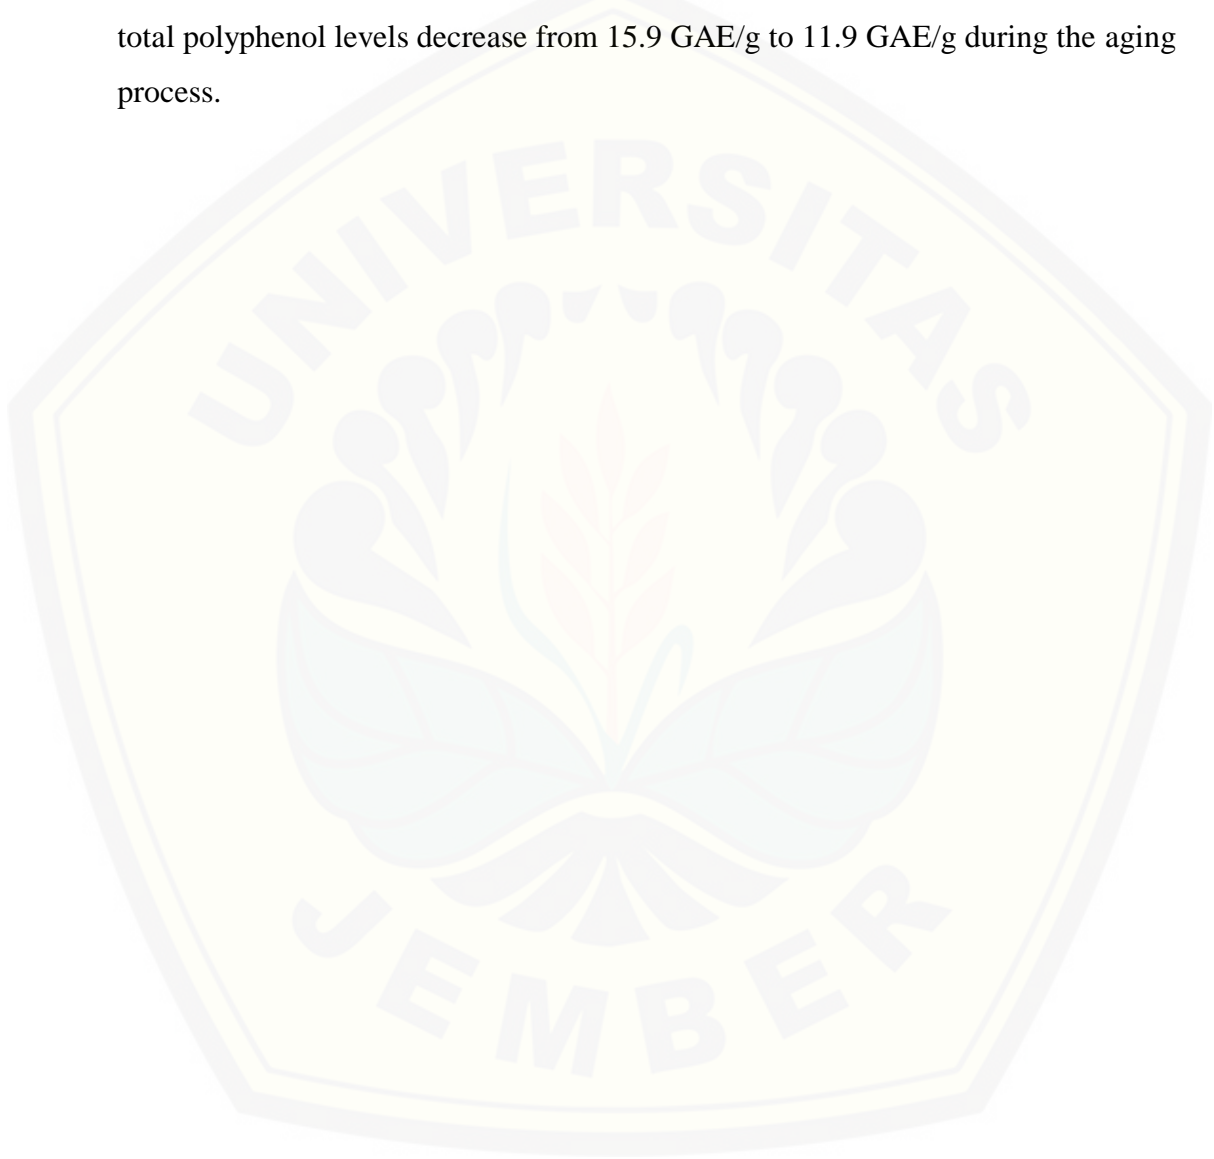 total polyphenol levels decrease from 15.9 GAE/g to 11.9 GAE/g during the aging
process.
UNIVERSITAS
JEMBER